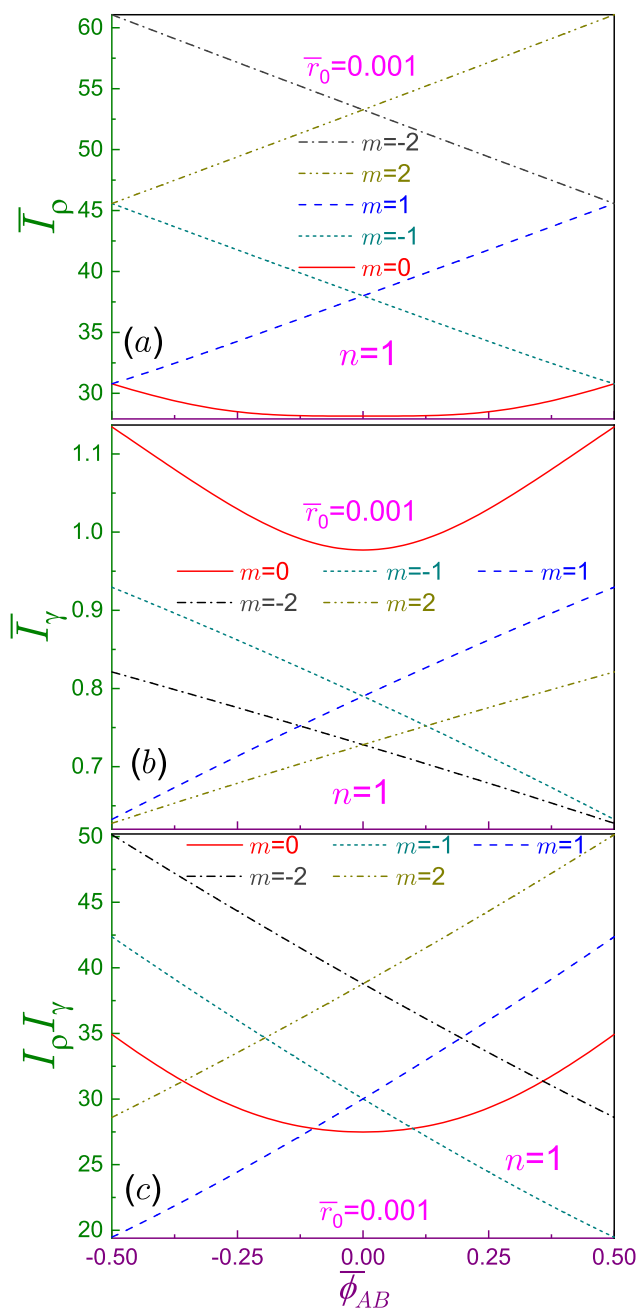 60
55
50
45
40
35
30
I̅ρ
r̅₀=0.001
m=-2
m=2
m=1
m=-1
m=0
(a)
n=1
1.1
1.0
0.9
0.8
0.7
I̅γ
r̅₀=0.001
m=0 m=-1 m=1
m=-2 m=2
(b)
n=1
50
45
40
35
30
25
20
IρIγ
m=0 m=-1 m=1
m=-2 m=2
n=1
(c)
r̅₀=0.001
-0.50 -0.25 0.00 0.25 0.50
ϕ̅AB